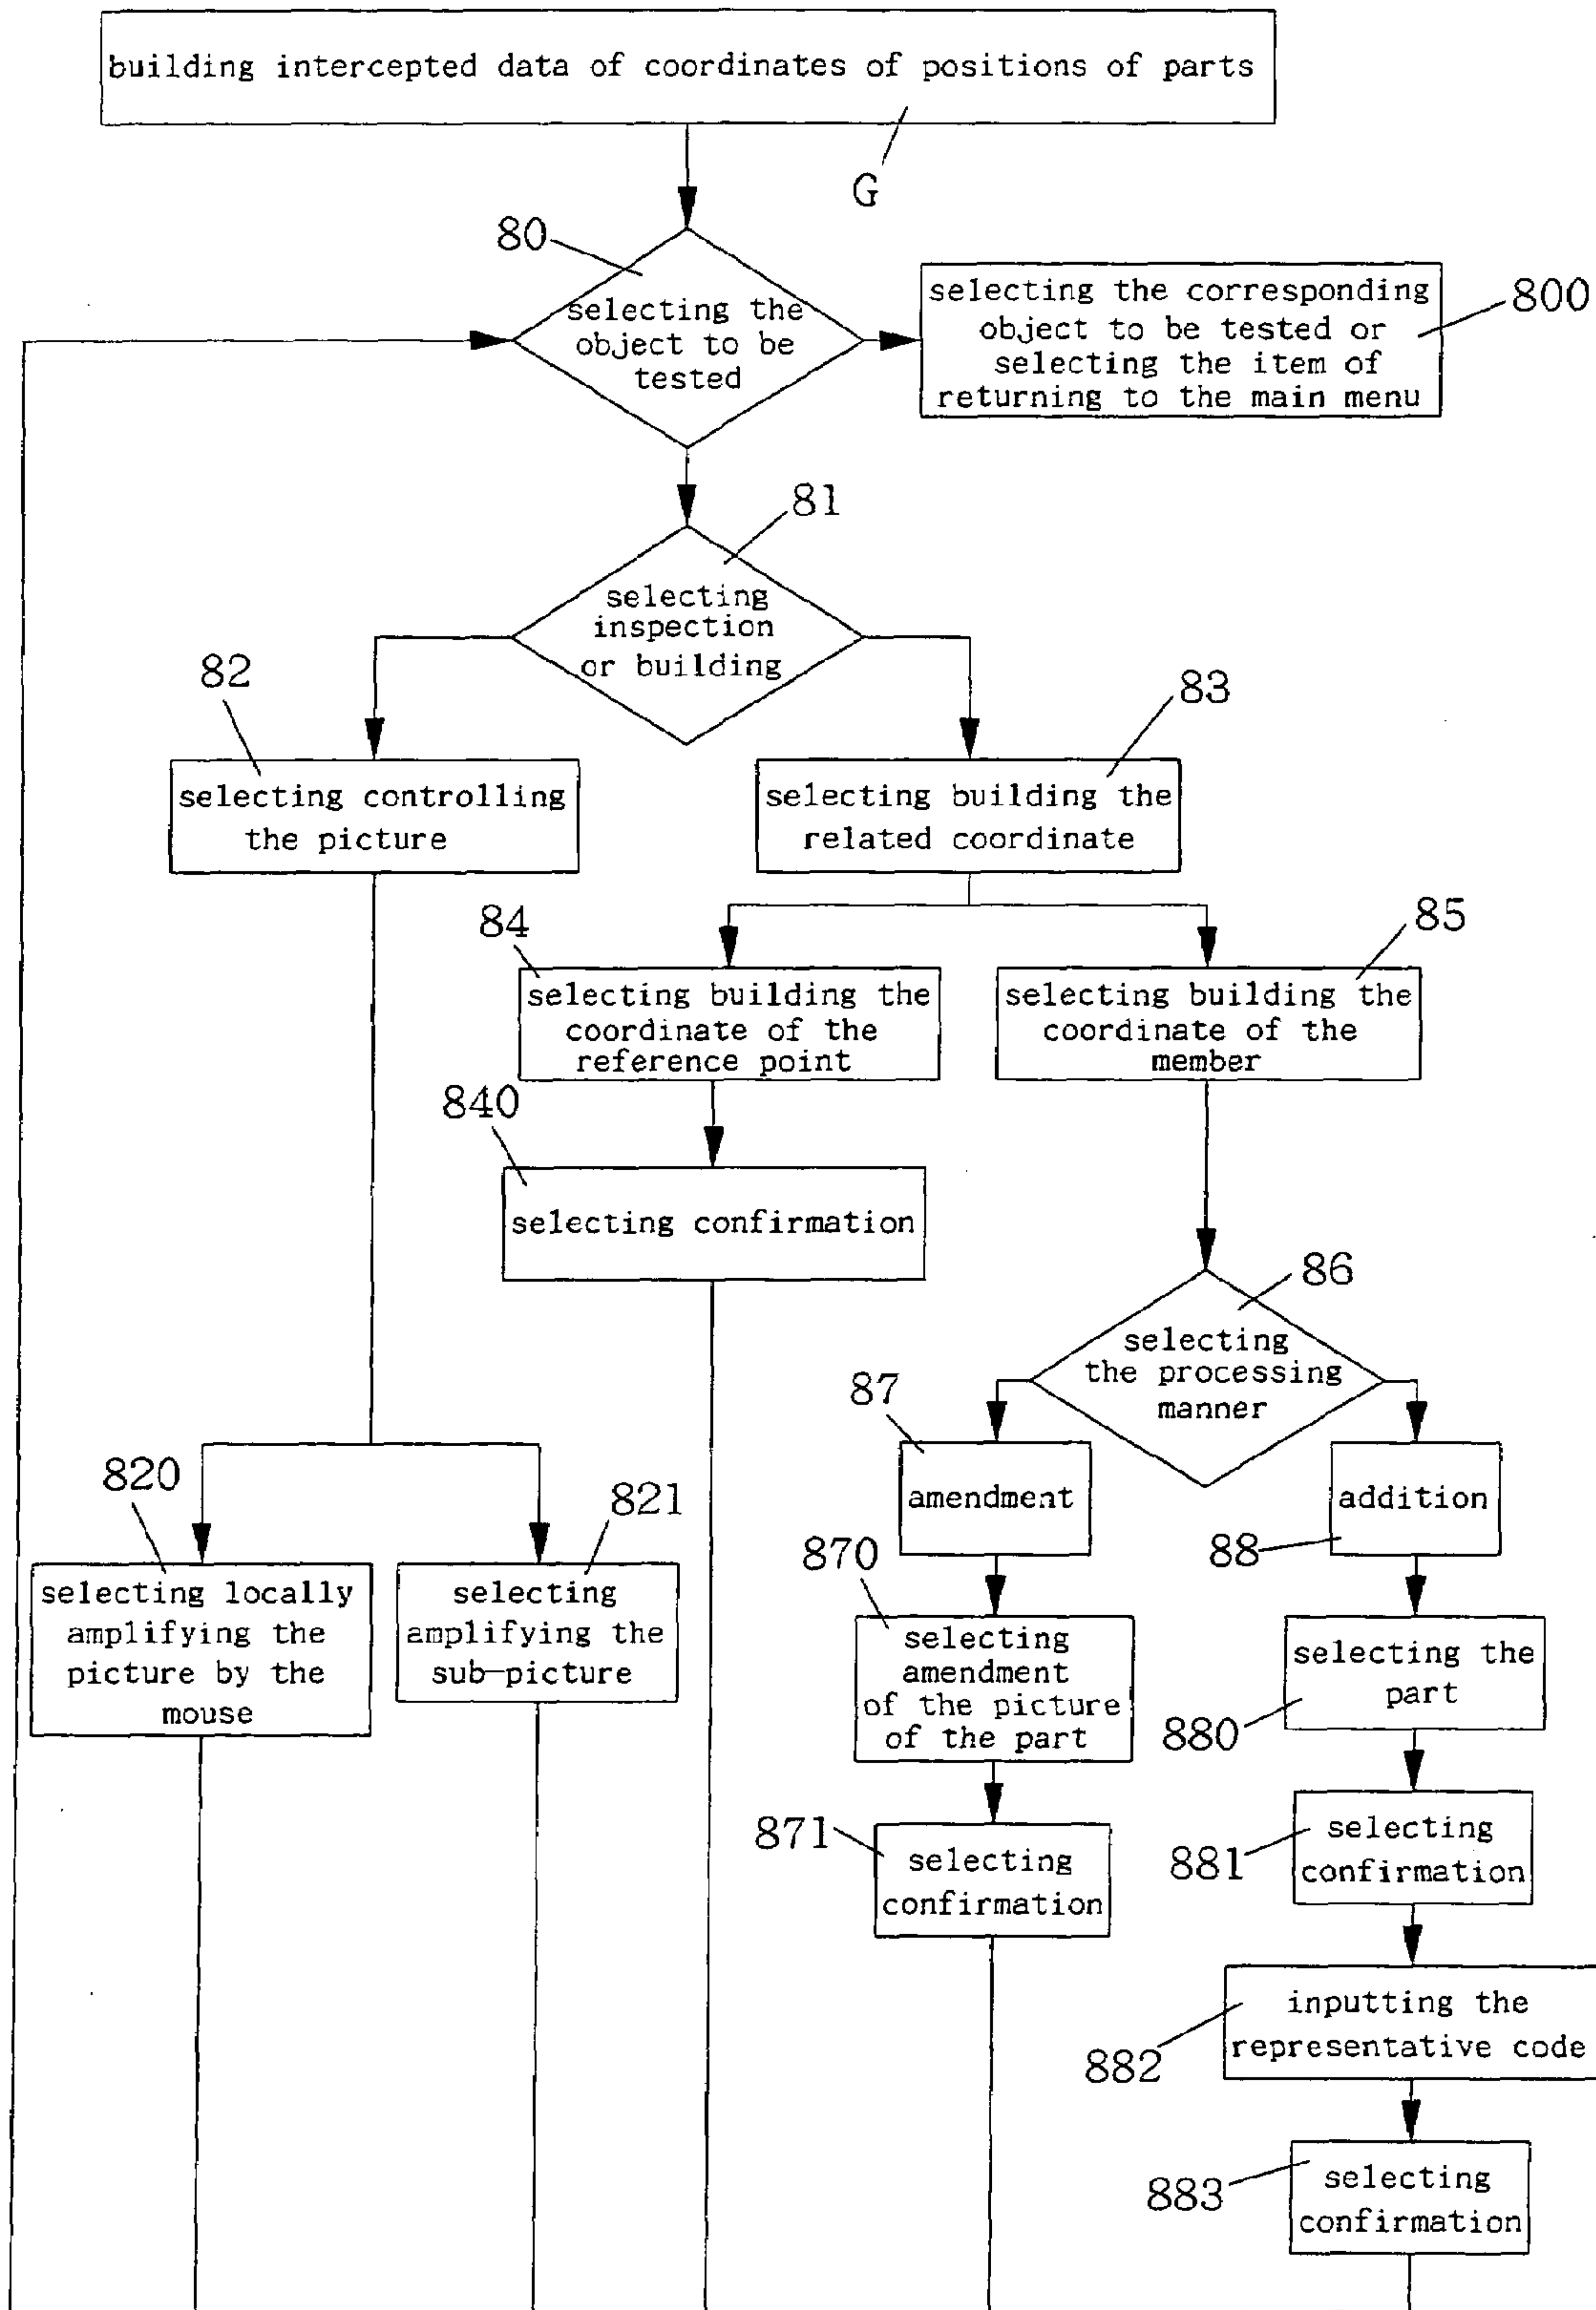 building intercepted data of coordinates of positions of parts
G
80
selecting the
object to be
tested
selecting the corresponding
object to be tested or
selecting the item of
returning to the main menu
800
81
selecting
inspection
or building
82
selecting controlling
the picture
83
selecting building the
related coordinate
84
selecting building the
coordinate of the
reference point
85
selecting building the
coordinate of the
member
840
selecting confirmation
86
selecting
the processing
manner
87
amendment
88
addition
820
selecting locally
amplifying the
picture by the
mouse
821
selecting
amplifying the
sub-picture
870
selecting
amendment
of the picture
of the part
880
selecting the
part
871
selecting
confirmation
881
selecting
confirmation
882
inputting the
representative code
883
selecting
confirmation